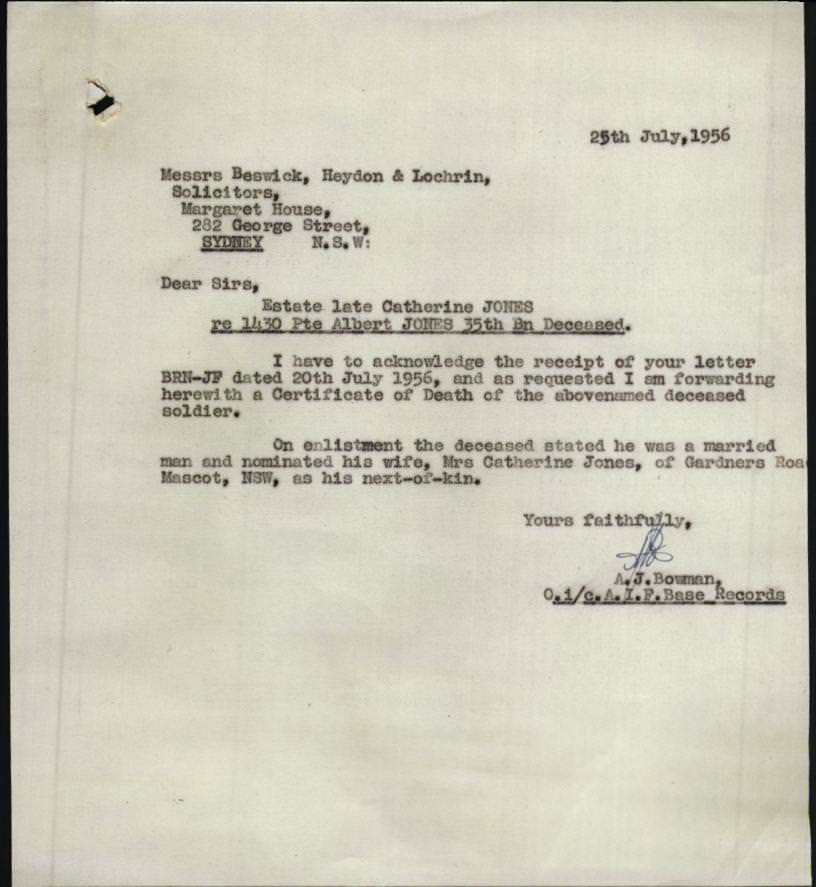 25th July,1956
Messrs Beswick, Heydon & Lochrin,
Solicitors,
Margaret House,
282 George Street,
SYDNEY N.S.W:
Dear Sirs,
Estate late Catherine JONES
re 1430 Pte Albert JONES 35th Bn Deceased.
I have to acknowledge the receipt of your letter
BRN-JF dated 20th July 1956, and as requested I am forwarding
herewith a Certificate of Death of the abovenamed deceased
soldier.
On enlistment the deceased stated he was a married
man and nominated his wife, Mrs Catherine Jones, of Gardners Roa
Mascot, NSW, as his next-of-kin.
Yours faithfully,
A.J.Bowman,
O.i/c.A.I.F.Base Records